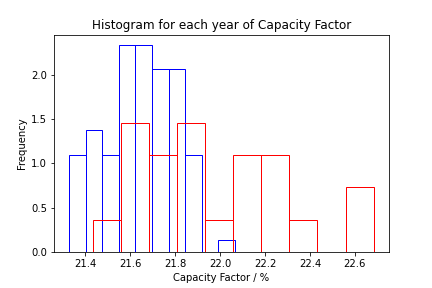 Histogram for each year of Capacity Factor
Frequency
2.0
1.5
1.0
0.5
0.0
21.4 21.6 21.8 22.0 22.2 22.4 22.6
Capacity Factor / %